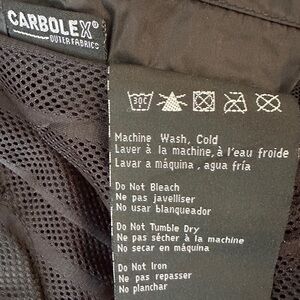 CARBOLEX®
OUTERFABRICS
30C
Machine Wash, Cold
Laver à la machine, à l'eau froide
Lavar a máquina, agua fría
Do Not Bleach
Ne pas javelliser
No usar blanqueador
Do Not Tumble Dry
Ne pas sécher à la machine
No secar en máquina
Do Not Iron
Ne pas repasser
No planchar